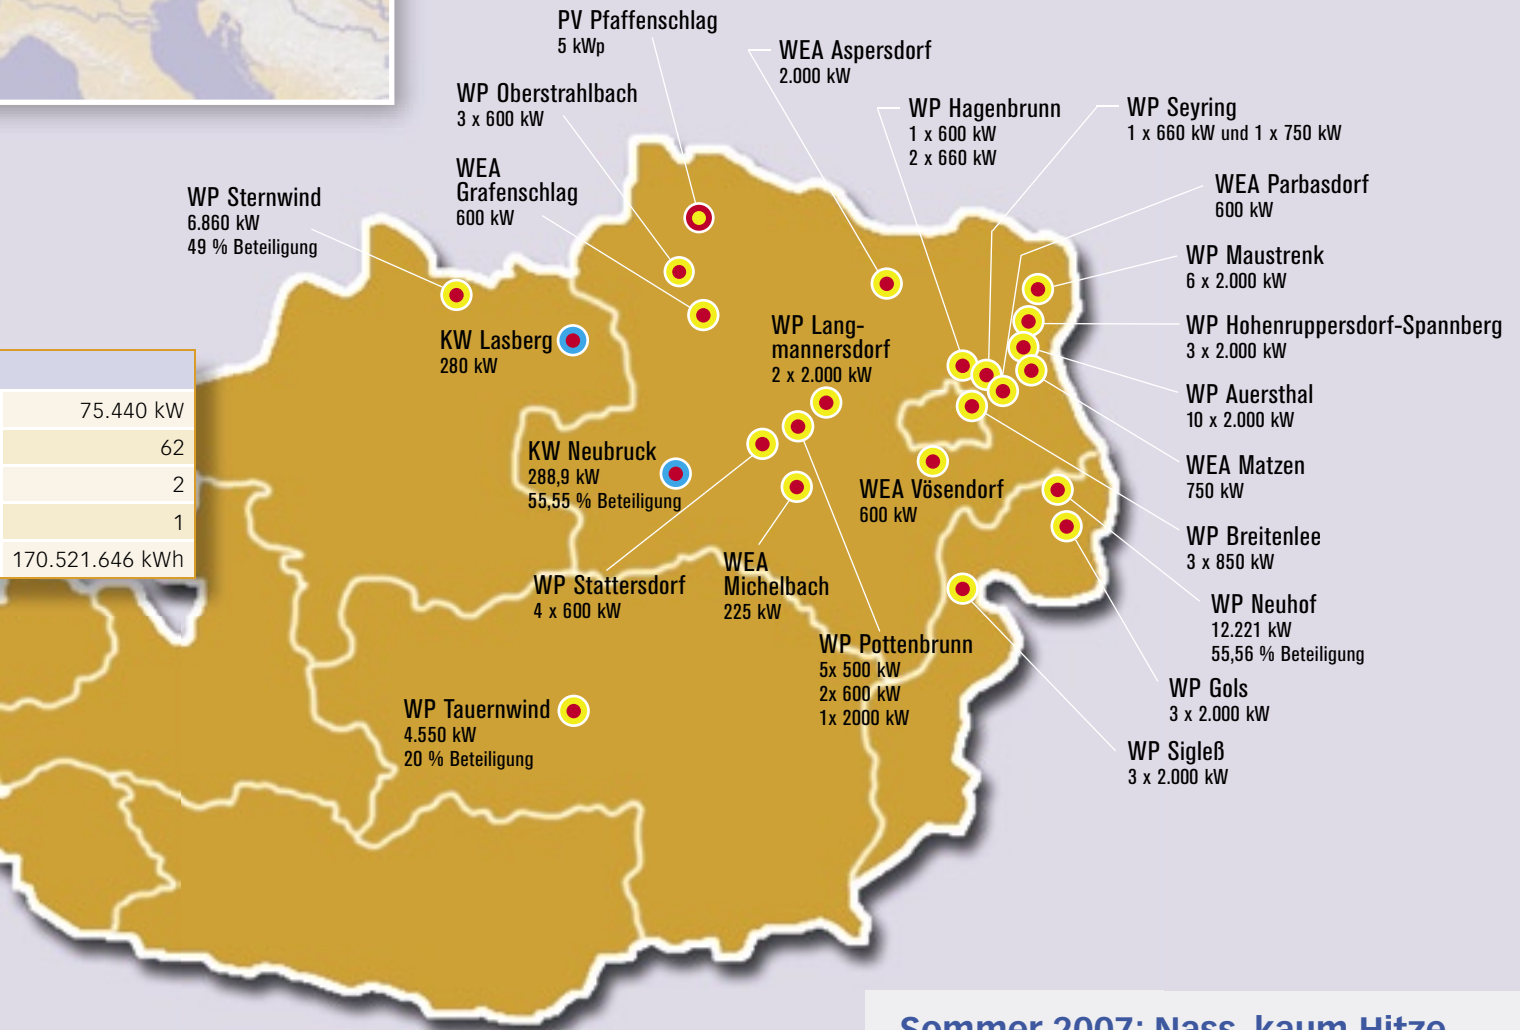 PV Pfaffenschlag
5 kWp
WEA Aspersdorf
2.000 kW
WP Oberstrahlbach
3 x 600 kW
WP Hagenbrunn
1 x 600 kW
2 x 660 kW
WP Seyring
1 x 660 kW und 1 x 750 kW
WEA
Grafenschlag
600 kW
WP Sternwind
6.860 kW
49 % Beteiligung
WEA Parbasdorf
600 kW
WP Maustrenk
6 x 2.000 kW
KW Lasberg
280 kW
WP Lang-
mannersdorf
2 x 2.000 kW
WP Hohenruppersdorf-Spannberg
3 x 2.000 kW
WP Auersthal
10 x 2.000 kW
75.440 kW
62
2
1
170.521.646 kWh
KW Neubruck
288,9 kW
55,55 % Beteiligung
WEA Vösendorf
600 kW
WEA Matzen
750 kW
WP Breitenlee
3 x 850 kW
WP Stattersdorf
4 x 600 kW
WEA
Michelbach
225 kW
WP Neuhof
12.221 kW
55,56 % Beteiligung
WP Pottenbrunn
5x 500 kW
2x 600 kW
1x 2000 kW
WP Gols
3 x 2.000 kW
WP Tauernwind
4.550 kW
20 % Beteiligung
WP Sigleß
3 x 2.000 kW
Sommer 2007: Nass, kaum Hitze